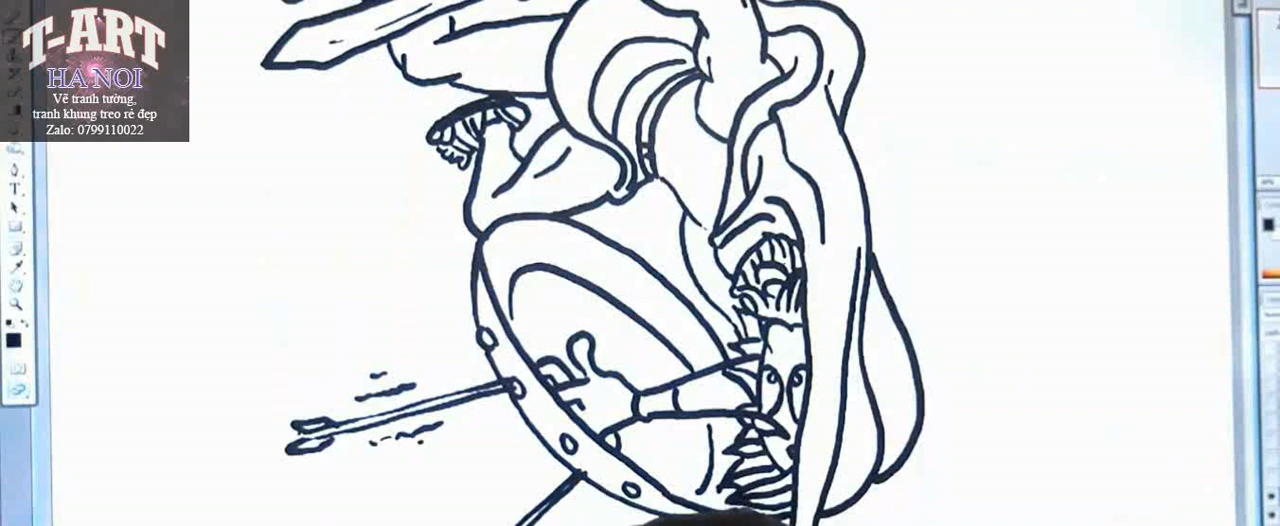 T-ART
HA NOI
Vẽ tranh tường,
tranh khung treo rẻ đẹp
Zalo: 0799110022